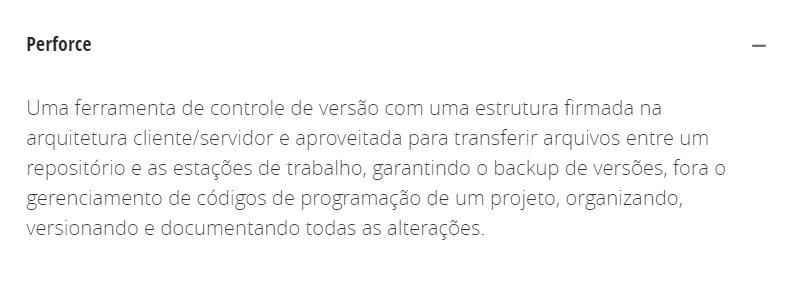 Perforce
Uma ferramenta de controle de versão com uma estrutura firmada na
arquitetura cliente/servidor e aproveitada para transferir arquivos entre um
repositório e as estações de trabalho, garantindo o backup de versões, fora o
gerenciamento de códigos de programação de um projeto, organizando,
versionando e documentando todas as alterações.